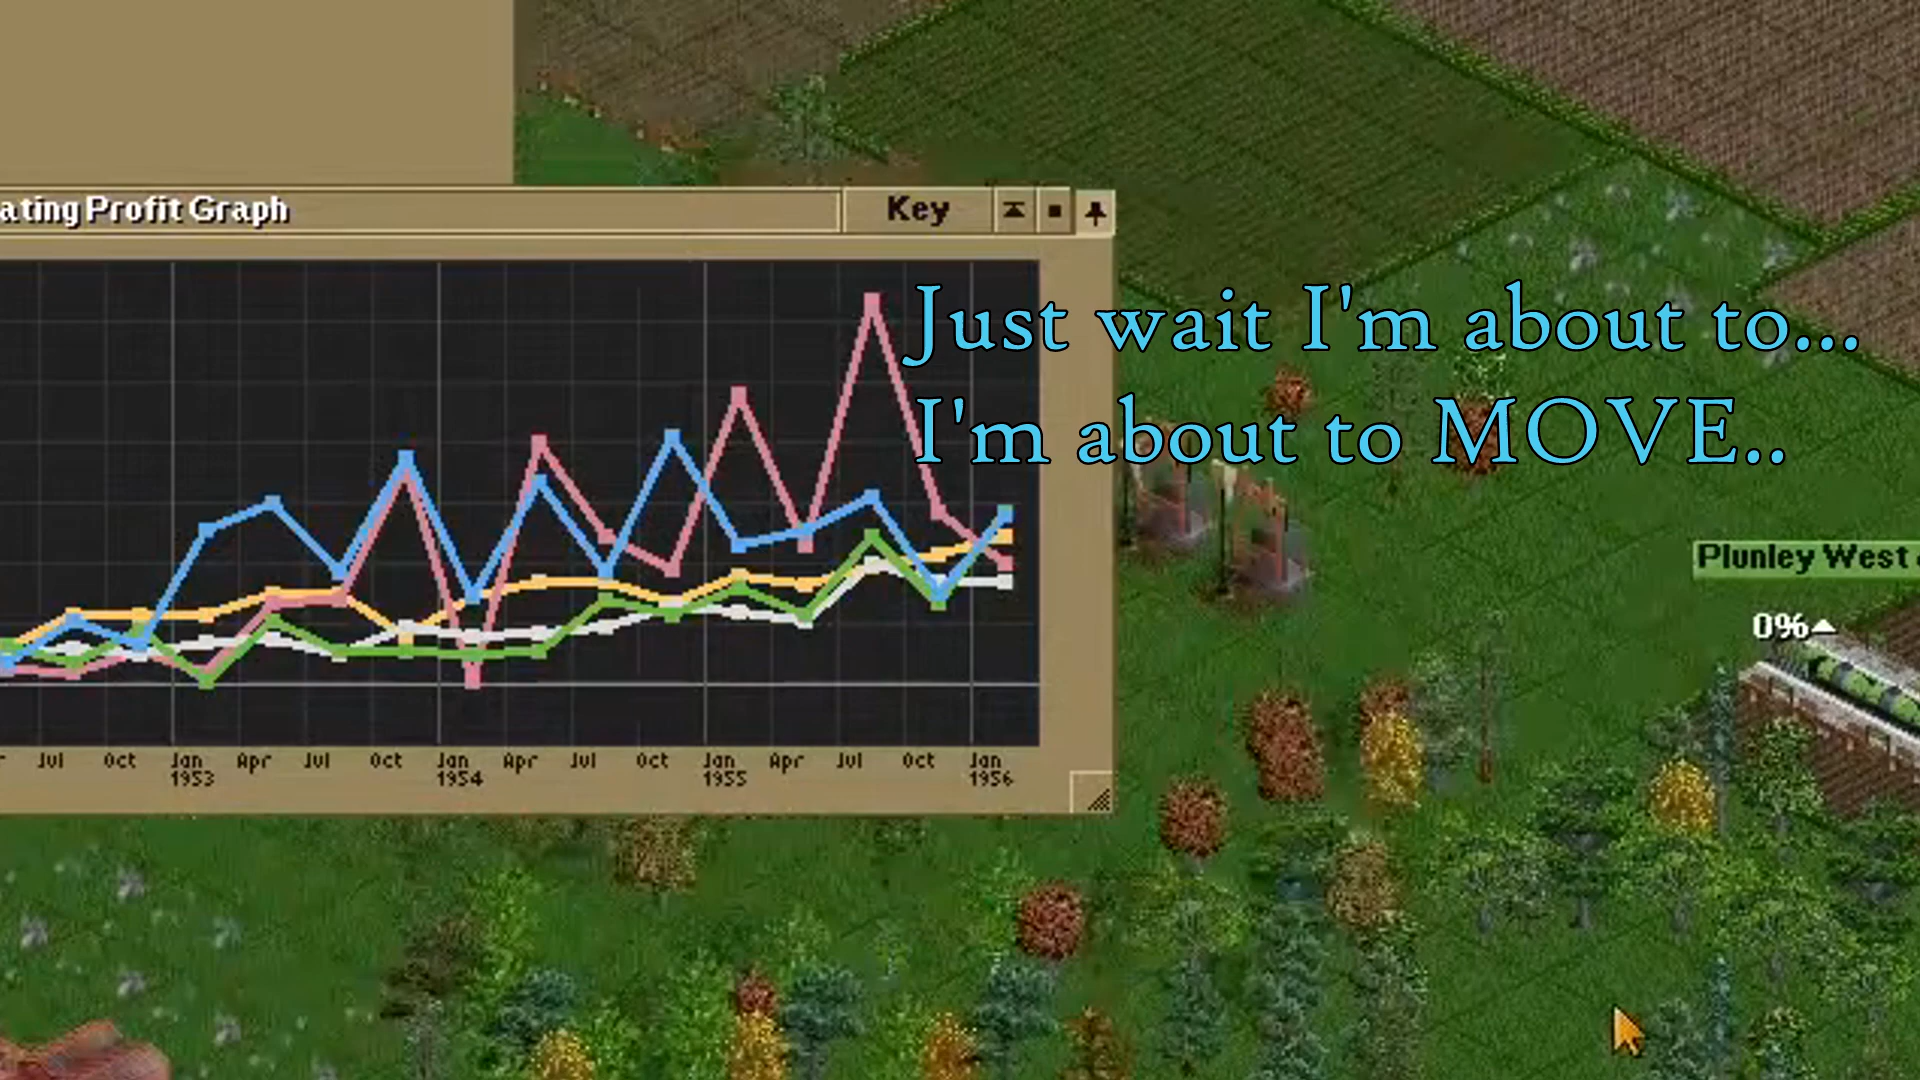 ating Profit Graph
Key
Just wait I'm about to...
I'm about to MOVE..
Plunley West
0%
Jul Oct Jan Apr Jul Oct Jan Apr Jul Oct Jan Apr Jul Oct Jan
1953 1954 1955 1956